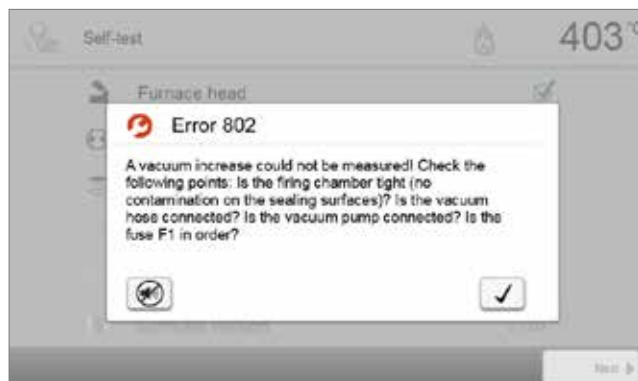 Self-test
403 °C
Furnace head
Error 802
A vacuum increase could not be measured! Check the
following points: Is the firing chamber tight (no
contamination on the sealing surfaces)? Is the vacuum
hose connected? Is the vacuum pump connected? Is the
fuse F1 in order?
Next